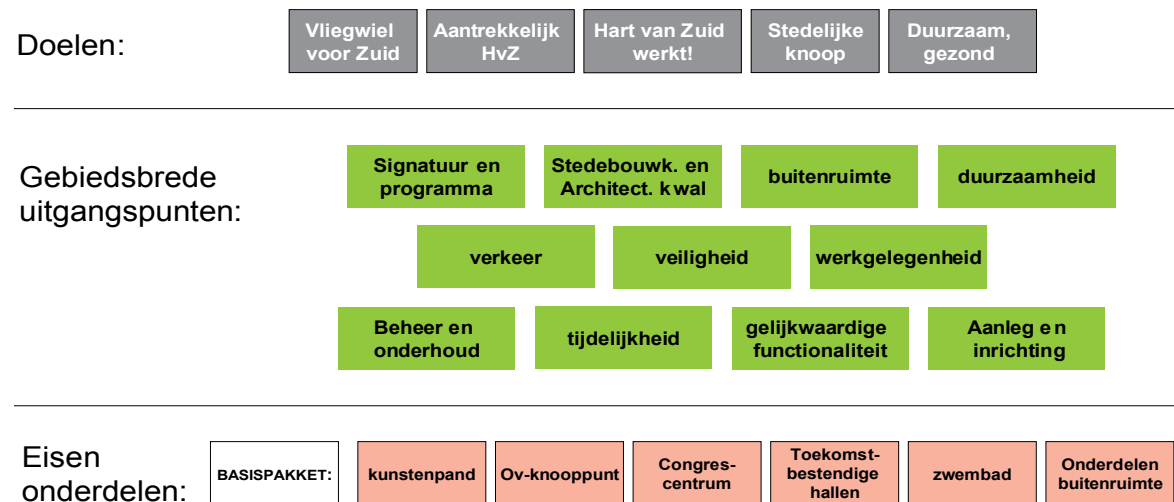 Doelen:
Vliegwiel
voor Zuid
Aantrekkelijk
HvZ
Hart van Zuid
werkt!
Stedelijke
knoop
Duurzaam,
gezond
Gebiedsbrede
uitgangspunten:
Signatuur en
programma
Stedebouwk. en
Architect. kwal
buitenruimte
duurzaamheid
verkeer
veiligheid
werkgelegenheid
Beheer en
onderhoud
tijdelijkheid
gelijkwaardige
functionaliteit
Aanleg en
inrichting
Eisen
onderdelen:
BASISPAKKET:
kunstenpand
Ov-knooppunt
Congres-
centrum
Toekomst-
bestendige
hallen
zwembad
Onderdelen
buitenruimte